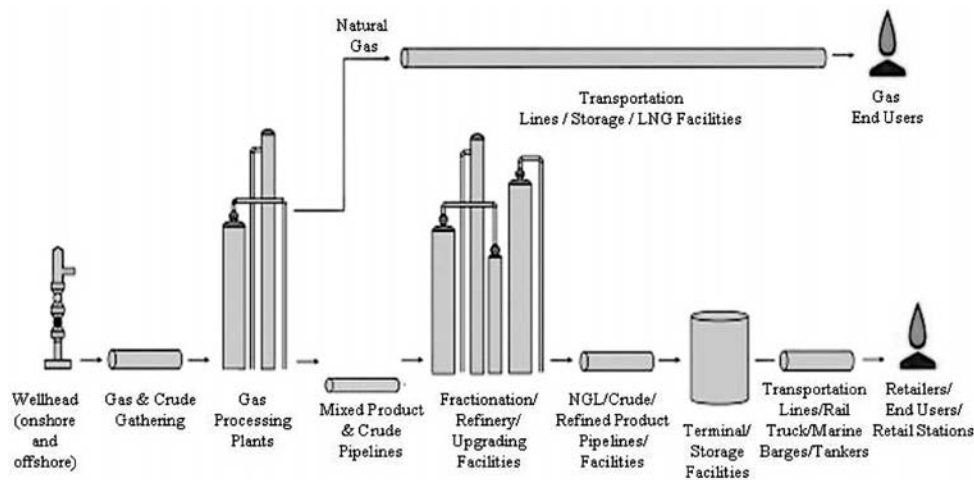 Natural
Gas
Transportation
Lines / Storage / LNG Facilities
Gas
End Users
Wellhead
(onshore
and
offshore)
Gas & Crude
Gathering
Gas
Processing
Plants
Mixed Product
& Crude
Pipelines
Fractionation/
Refinery/
Upgrading
Facilities
NGL/Crude/
Refined Product
Pipelines/
Facilities
Terminal/
Storage
Facilities
Transportation
Lines/Rail
Truck/Marine
Barges/Tankers
Retailers/
End Users/
Retail Stations